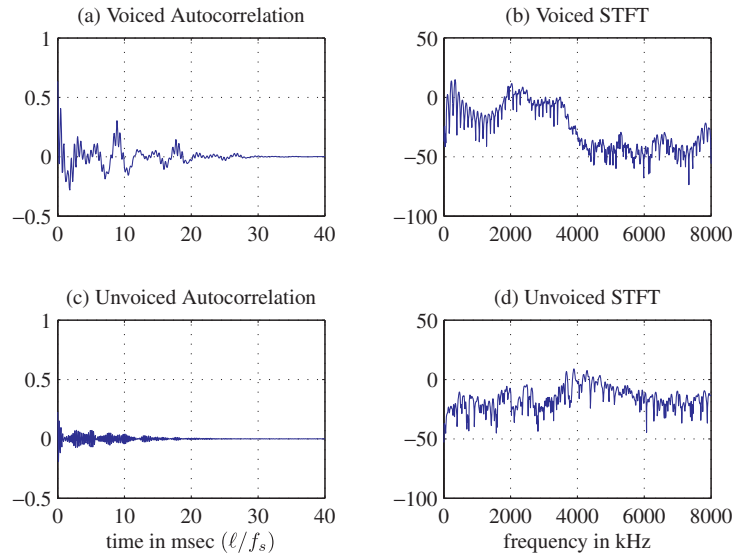 (a) Voiced Autocorrelation
1
0.5
0
−0.5
0 10 20 30 40
(b) Voiced STFT
50
0
−50
−100
0 2000 4000 6000 8000
(c) Unvoiced Autocorrelation
1
0.5
0
−0.5
0 10 20 30 40
time in msec (ℓ/fs)
(d) Unvoiced STFT
50
0
−50
−100
0 2000 4000 6000 8000
frequency in kHz